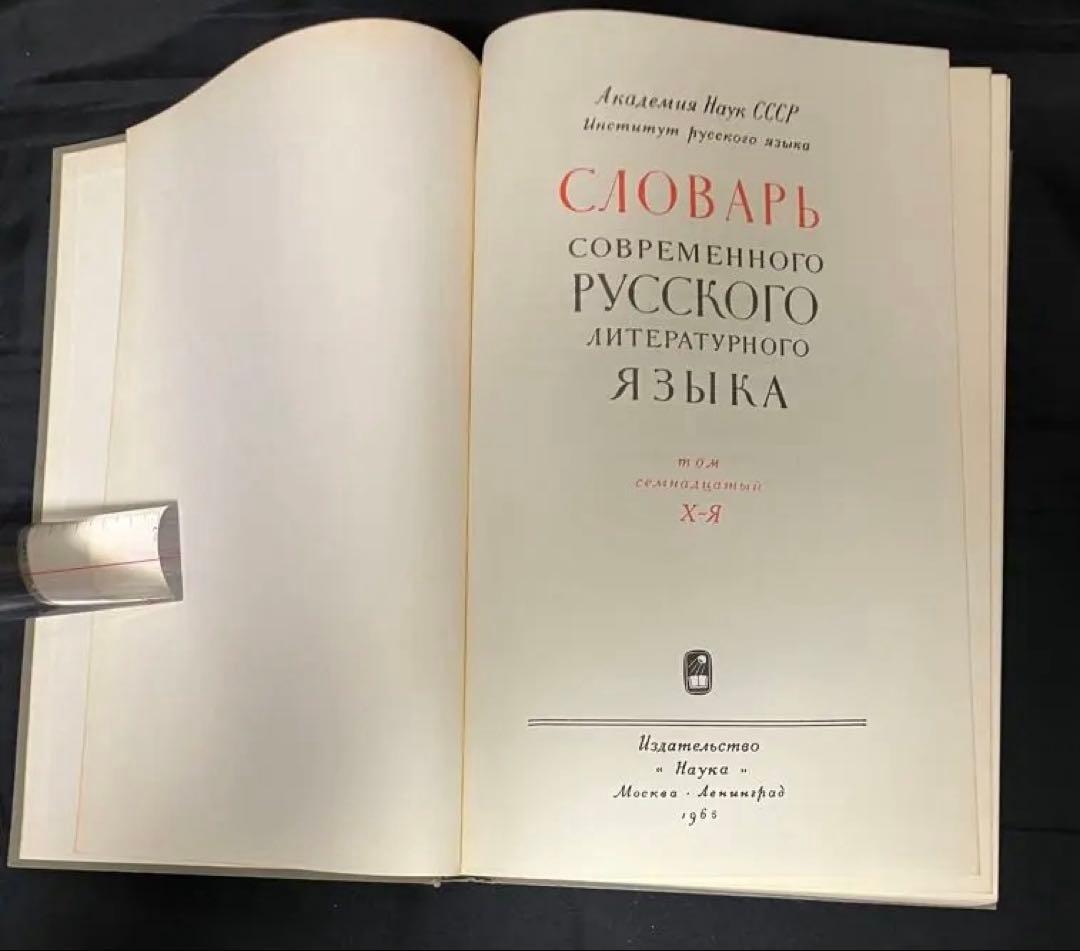 Академия Наук СССР
Институт русского языка
СЛОВАРЬ
СОВРЕМЕННОГО
РУССКОГО
ЛИТЕРАТУРНОГО
ЯЗЫКА
том
семнадцатый
Х-Я
Издательство
„ Наука "
Москва · Ленинград